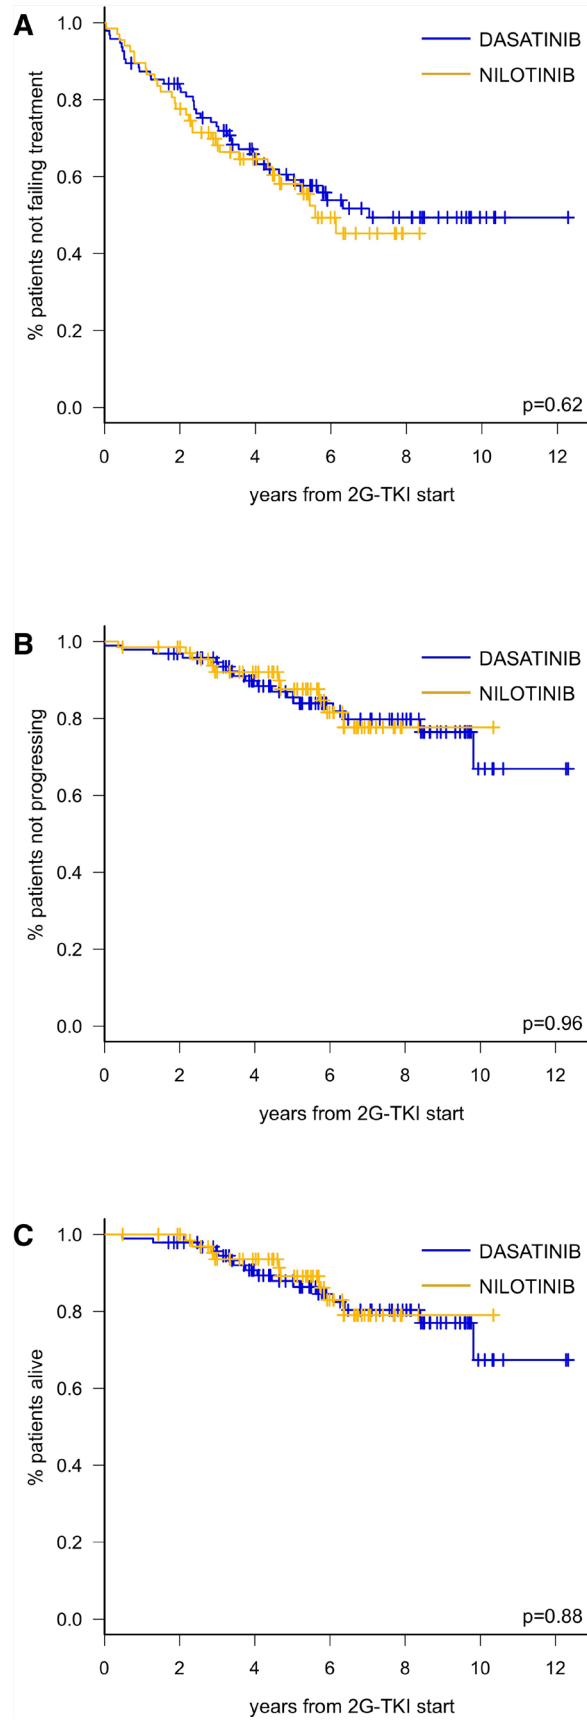 A
DASATINIB
NILOTINIB
% patients not failing treatment
1.0
0.8
0.6
0.4
0.2
0.0
p=0.62
0 2 4 6 8 10 12
years from 2G-TKI start
B
DASATINIB
NILOTINIB
% patients not progressing
1.0
0.8
0.6
0.4
0.2
0.0
p=0.96
0 2 4 6 8 10 12
years from 2G-TKI start
C
DASATINIB
NILOTINIB
% patients alive
1.0
0.8
0.6
0.4
0.2
0.0
p=0.88
0 2 4 6 8 10 12
years from 2G-TKI start